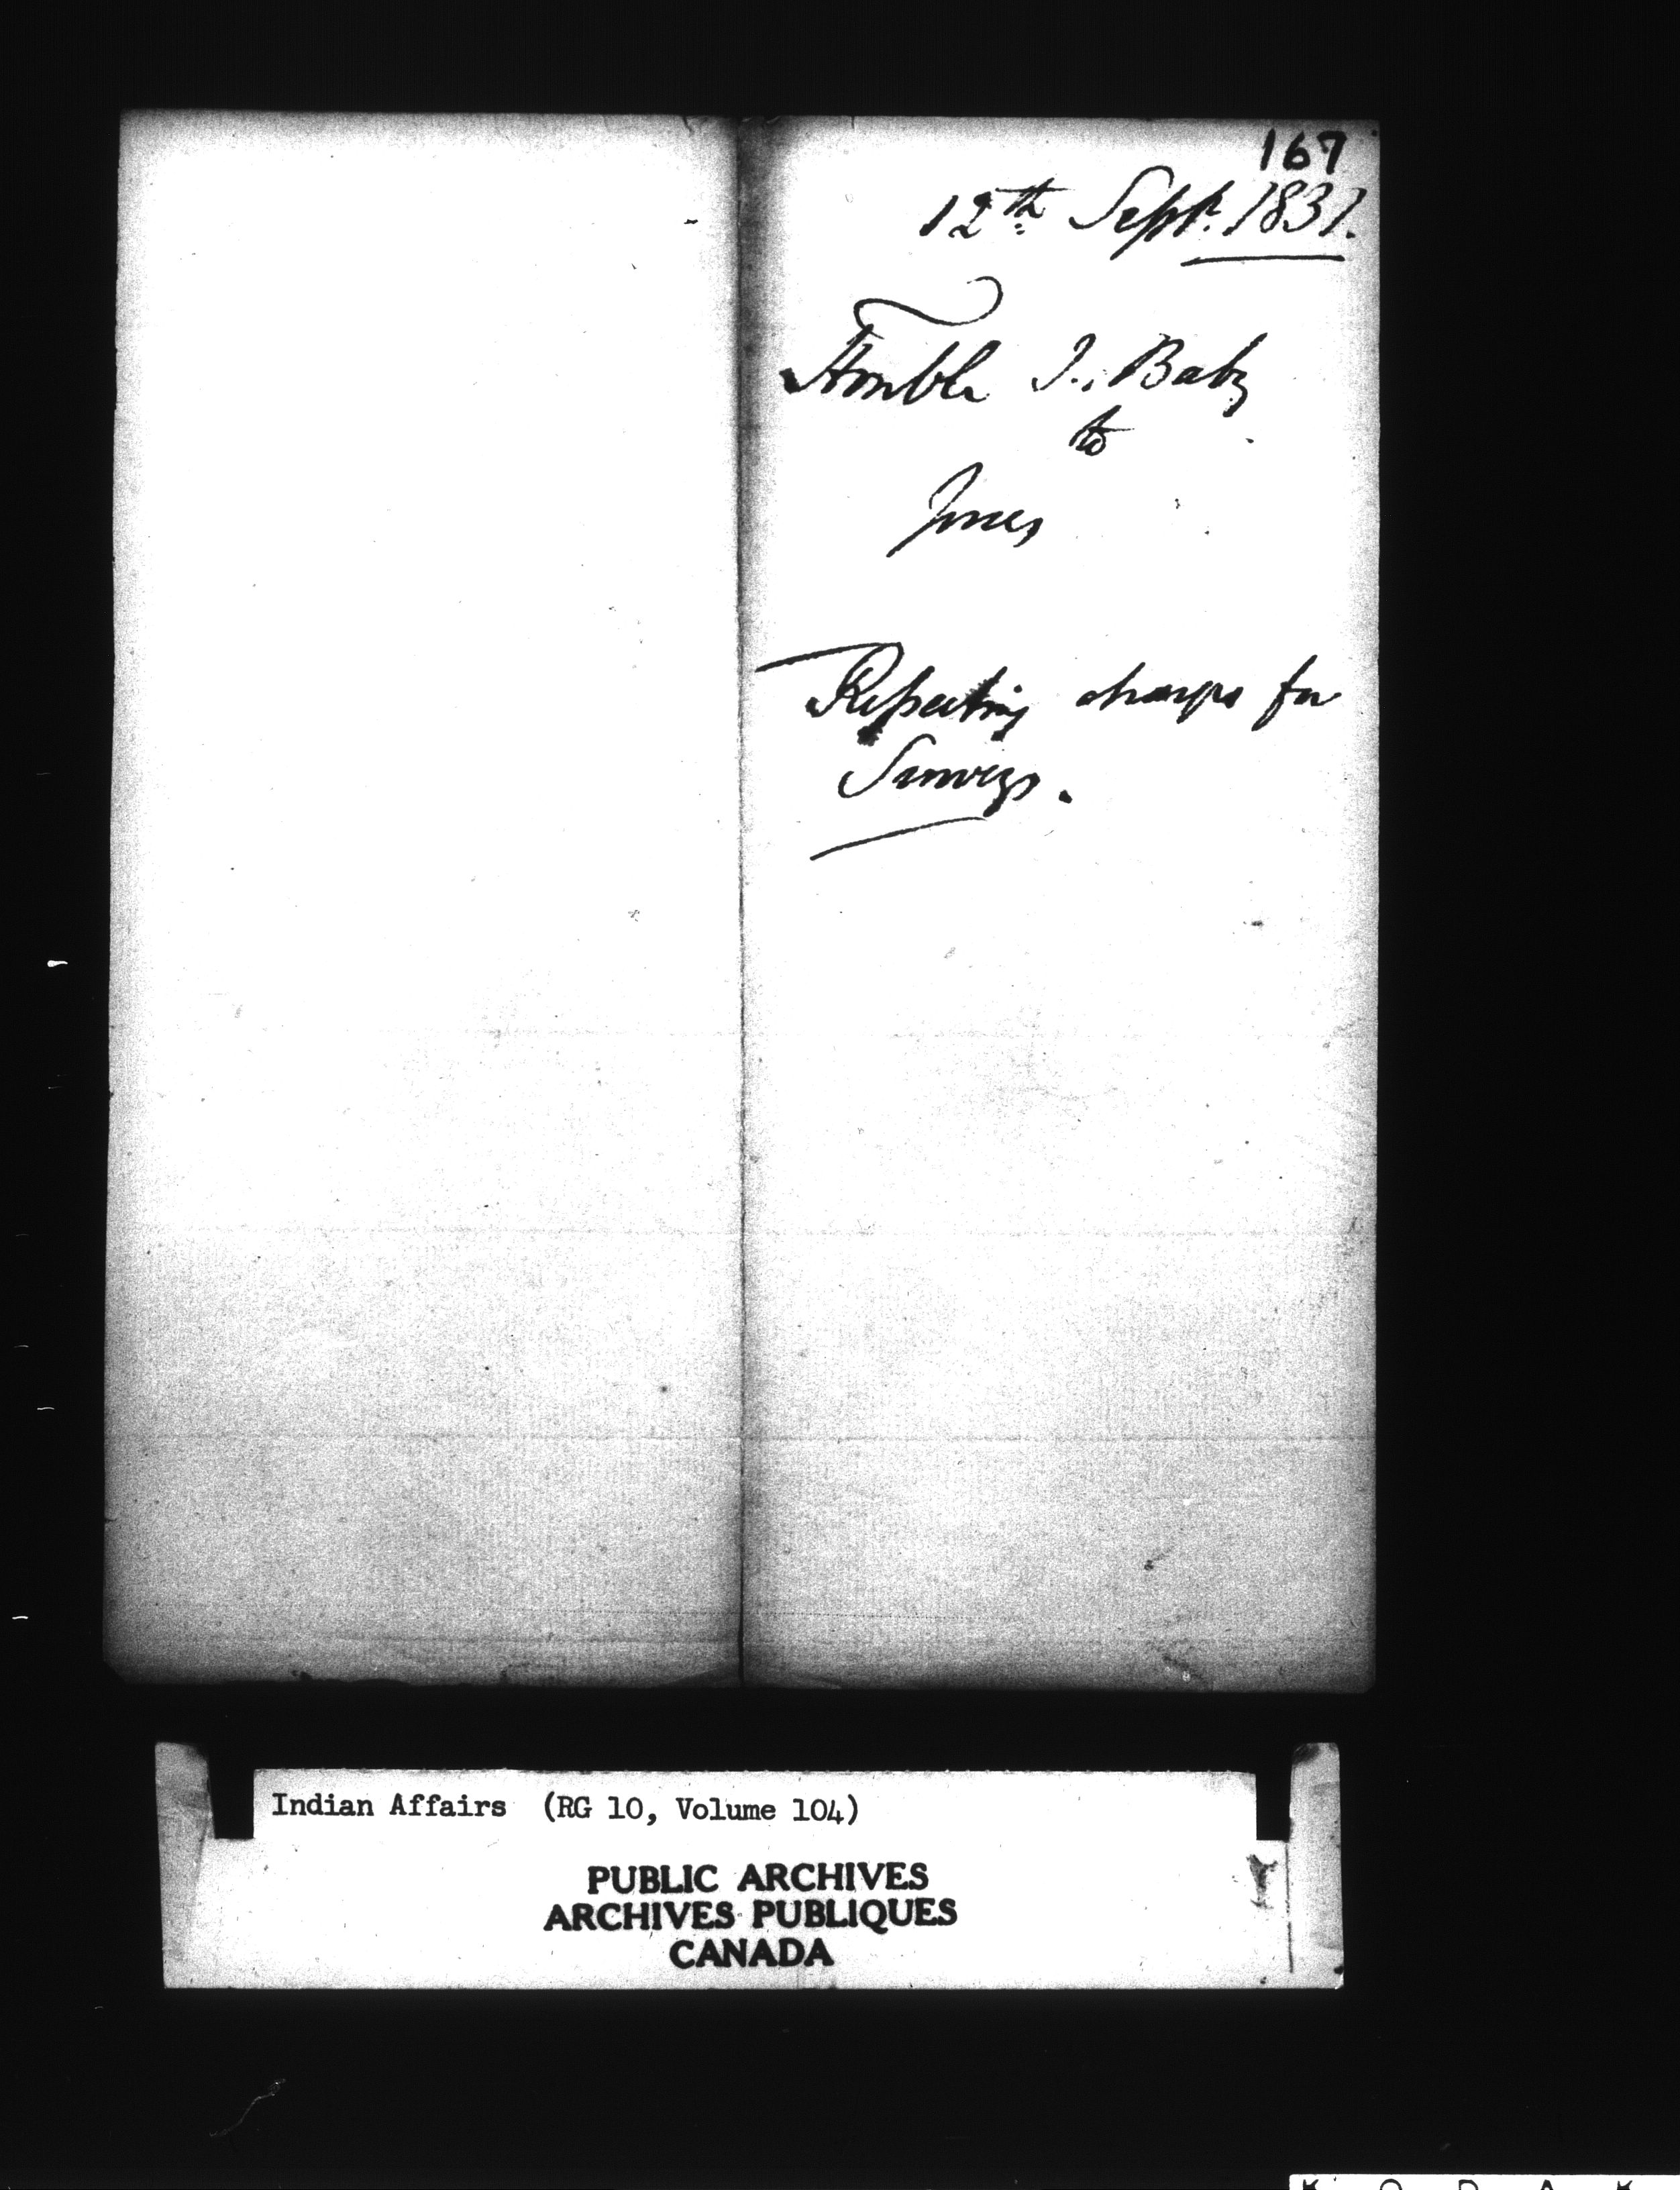 167
12th Sept. 1831.
Honble J. Baby
to
Jones
Respecting charges for
Surveys.
Indian Affairs (RG 10, Volume 104)
PUBLIC ARCHIVES
ARCHIVES PUBLIQUES
CANADA
K O D A K